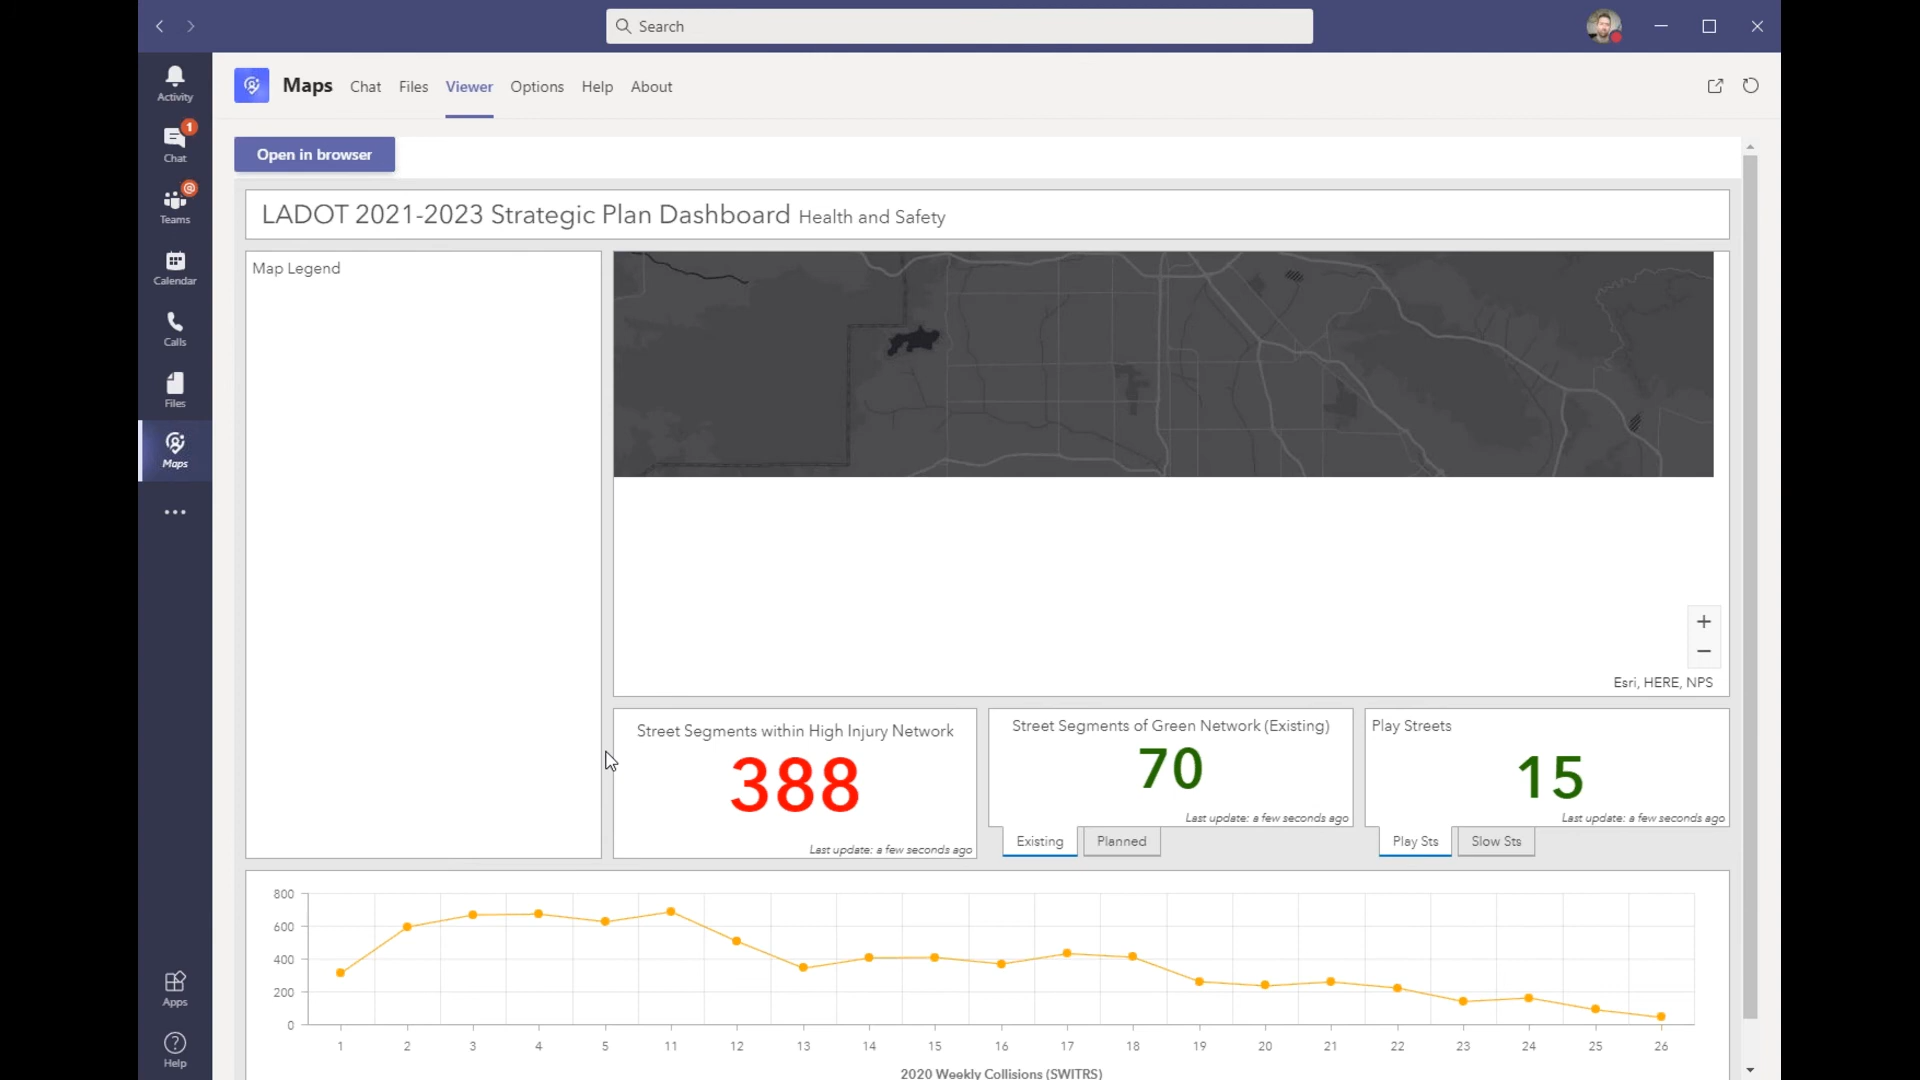 Search
Maps Chat Files Viewer Options Help About
Activity
1
Chat
Teams
Calendar
Calls
Files
Maps
Apps
Help
Open in browser
LADOT 2021-2023 Strategic Plan Dashboard Health and Safety
Map Legend
+
−
Esri, HERE, NPS
Street Segments within High Injury Network
388
Last update: a few seconds ago
Street Segments of Green Network (Existing)
70
Last update: a few seconds ago
Existing Planned
Play Streets
15
Last update: a few seconds ago
Play Sts Slow Sts
800
600
400
200
0
1 2 3 4 5 11 12 13 14 15 16 17 18 19 20 21 22 23 24 25 26
2020 Weekly Collisions (SWITRS)